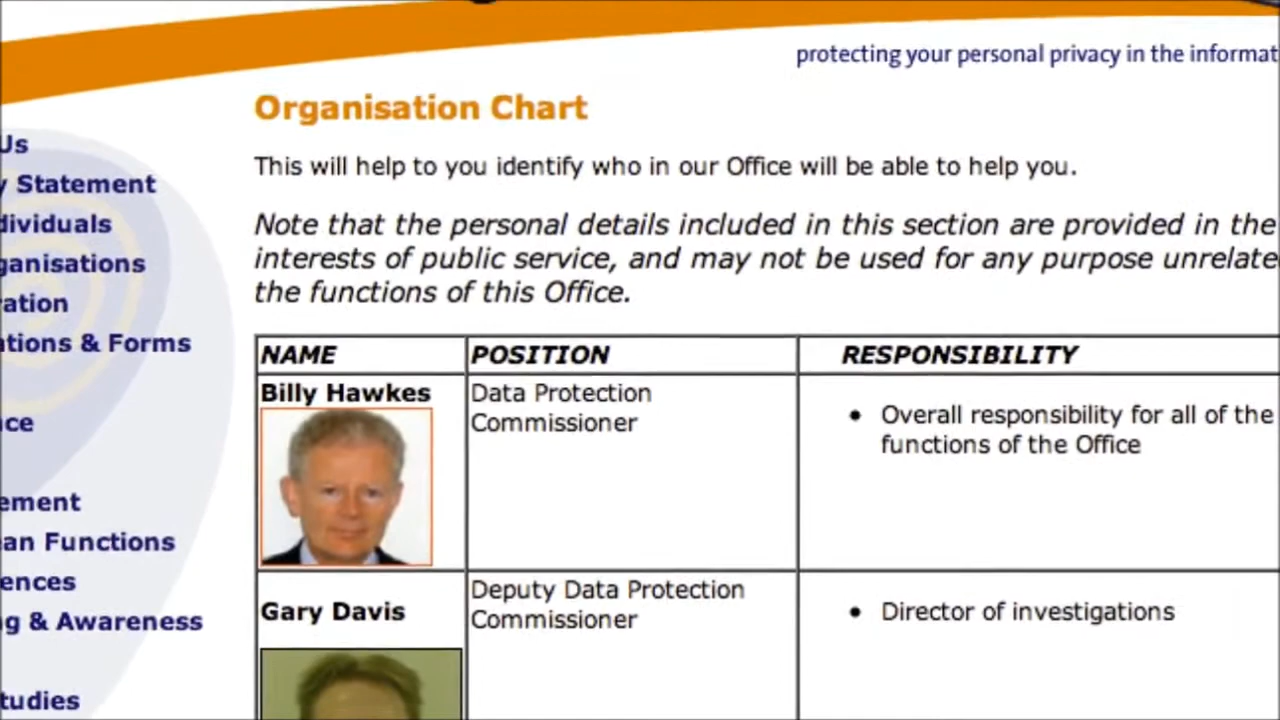 protecting your personal privacy in the informat
Organisation Chart
This will help to you identify who in our Office will be able to help you.
Note that the personal details included in this section are provided in the
interests of public service, and may not be used for any purpose unrelate
the functions of this Office.
Us
y Statement
dividuals
ganisations
ration
ations & Forms
nce
ement
ean Functions
ences
g & Awareness
tudies
NAME POSITION RESPONSIBILITY
Billy Hawkes
Data Protection
Commissioner
• Overall responsibility for all of the
functions of the Office
Gary Davis
Deputy Data Protection
Commissioner
• Director of investigations